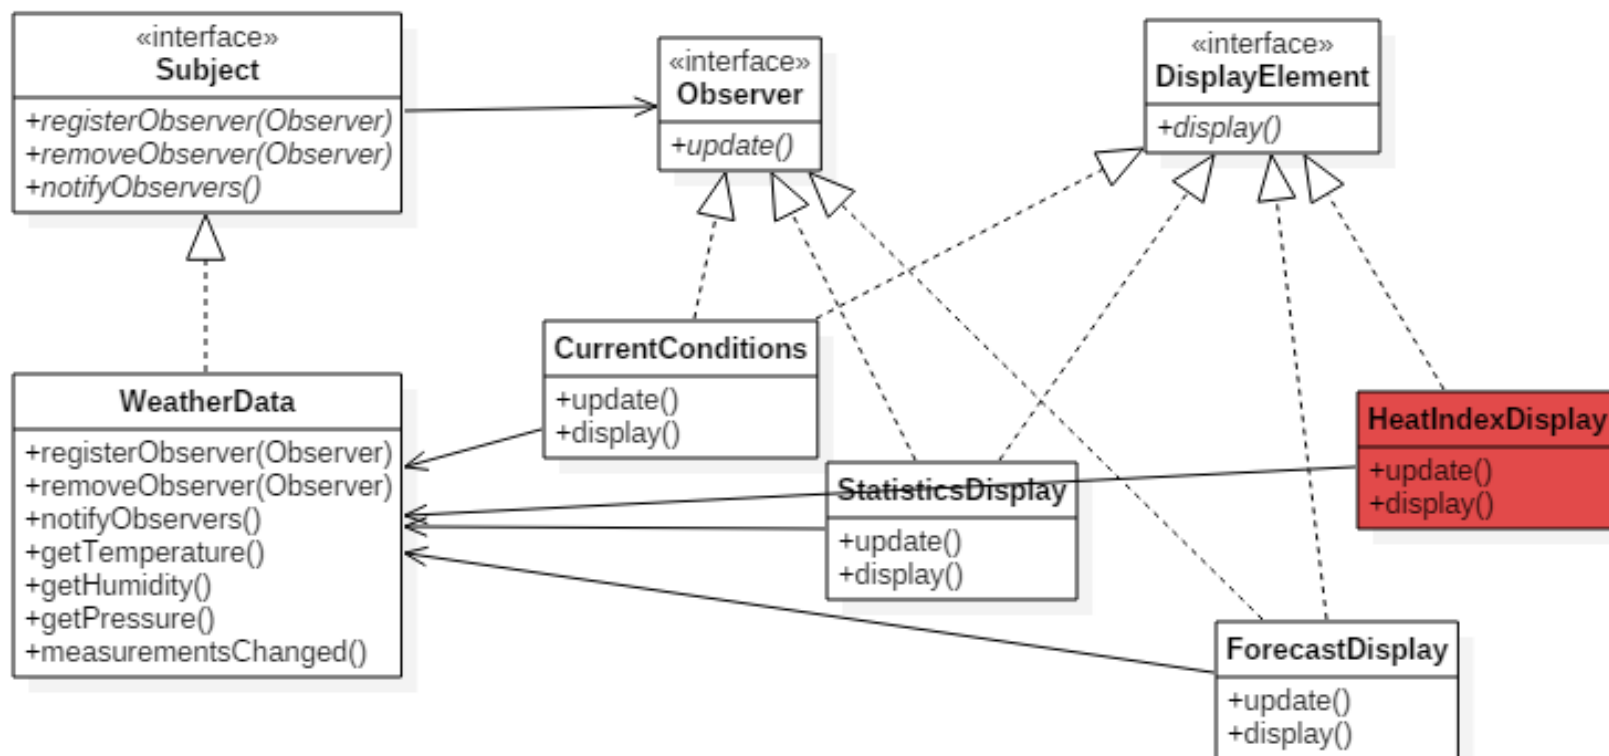 «interface»
Subject
+registerObserver(Observer)
+removeObserver(Observer)
+notifyObservers()
«interface»
Observer
+update()
«interface»
DisplayElement
+display()
WeatherData
+registerObserver(Observer)
+removeObserver(Observer)
+notifyObservers()
+getTemperature()
+getHumidity()
+getPressure()
+measurementsChanged()
CurrentConditions
+update()
+display()
StatisticsDisplay
+update()
+display()
HeatIndexDisplay
+update()
+display()
ForecastDisplay
+update()
+display()